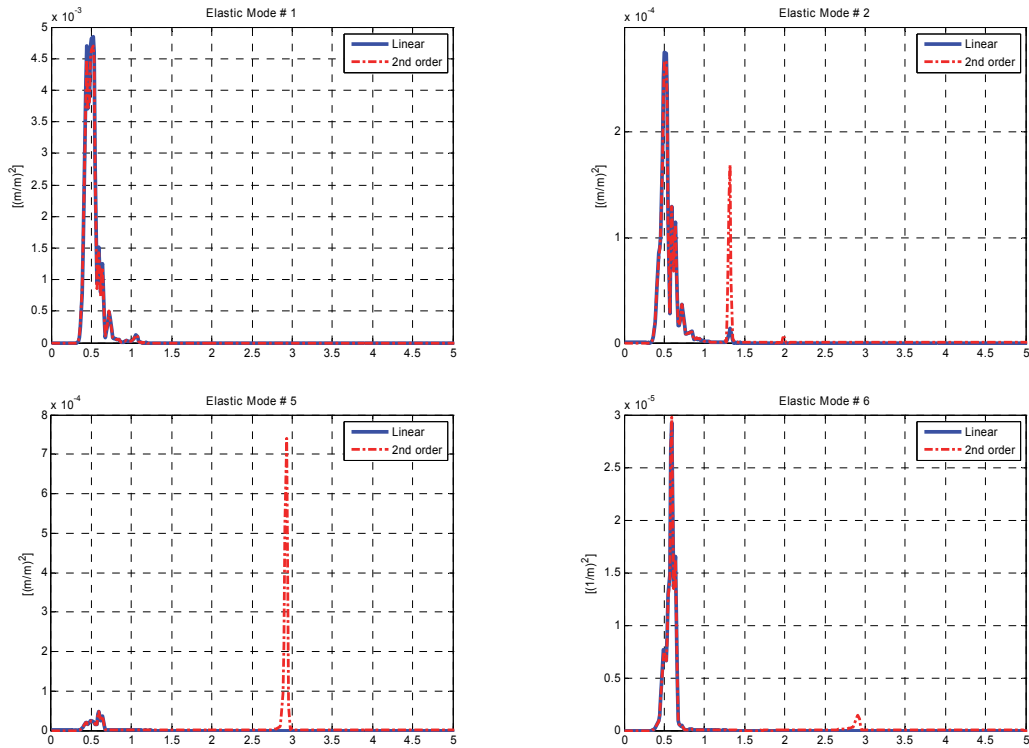 Elastic Mode # 1
x 10-3
5
4.5
4
3.5
3
2.5
2
1.5
1
0.5
0
[(m/m)2]
Linear
2nd order
0 0.5 1 1.5 2 2.5 3 3.5 4 4.5 5
Elastic Mode # 2
x 10-4
2
1
0
[(m/m)2]
Linear
2nd order
0 0.5 1 1.5 2 2.5 3 3.5 4 4.5 5
Elastic Mode # 5
x 10-4
8
7
6
5
4
3
2
1
0
[(m/m)2]
Linear
2nd order
0 0.5 1 1.5 2 2.5 3 3.5 4 4.5 5
Elastic Mode # 6
x 10-5
3
2.5
2
1.5
1
0.5
0
[(1/m)2]
Linear
2nd order
0 0.5 1 1.5 2 2.5 3 3.5 4 4.5 5